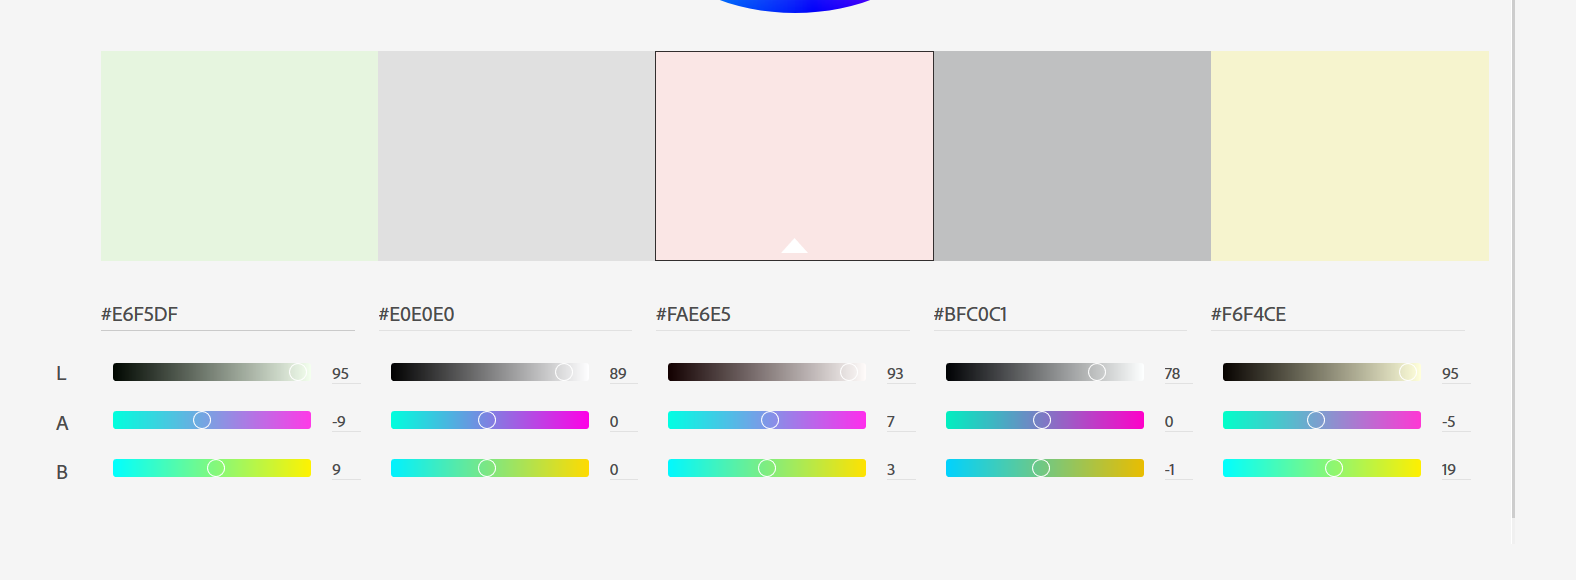 #E6F5DF #E0E0E0 #FAE6E5 #BFC0C1 #F6F4CE
L 95 89 93 78 95
A -9 0 7 0 -5
B 9 0 3 -1 19